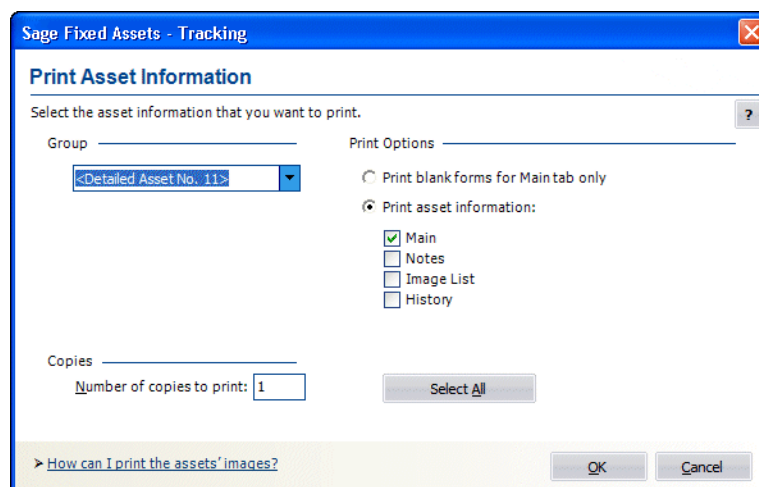 Sage Fixed Assets - Tracking
Print Asset Information
Select the asset information that you want to print.
?
Group
Print Options
<Detailed Asset No. 11>
Print blank forms for Main tab only
Print asset information:
Main
Notes
Image List
History
Copies
Number of copies to print: 1
Select All
➤ How can I print the assets' images?
OK
Cancel